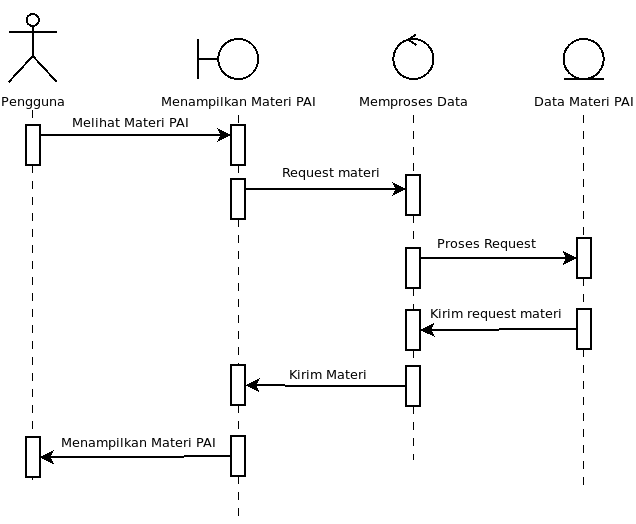 Pengguna
Menampilkan Materi PAI
Memproses Data
Data Materi PAI
Melihat Materi PAI
Request materi
Proses Request
Kirim request materi
Kirim Materi
Menampilkan Materi PAI